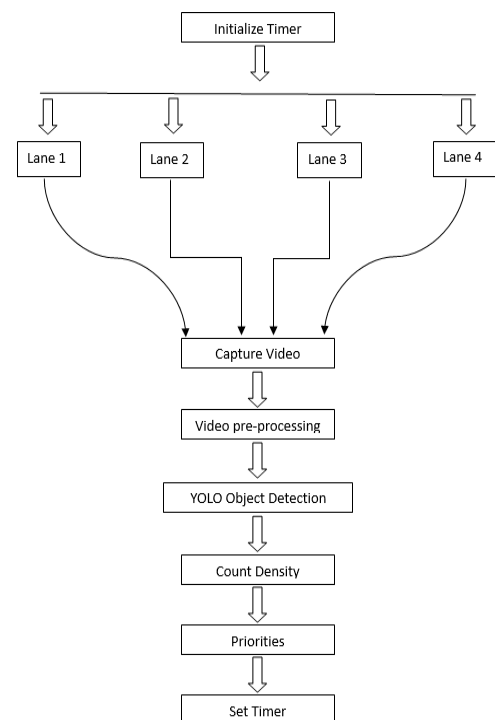 Initialize Timer
Lane 1
Lane 2
Lane 3
Lane 4
Capture Video
Video pre-processing
YOLO Object Detection
Count Density
Priorities
Set Timer